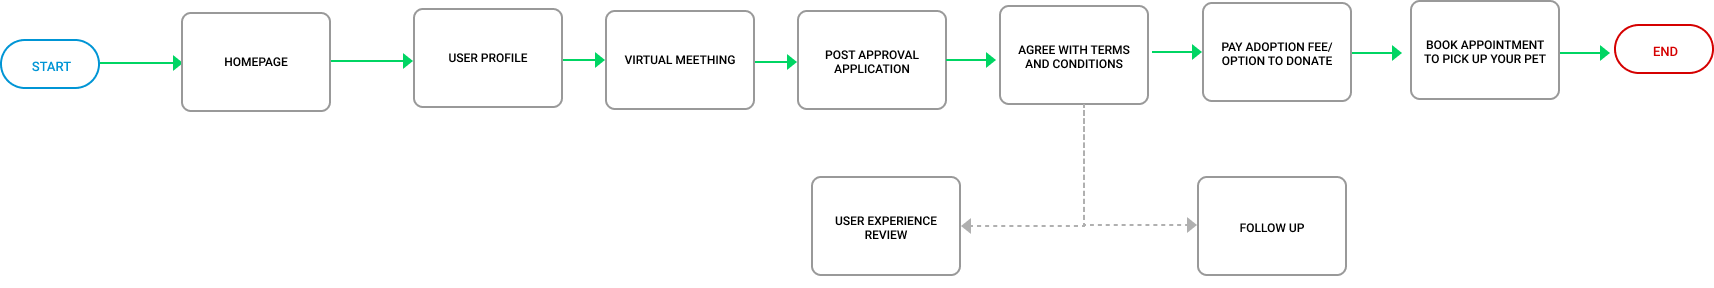 START
HOMEPAGE
USER PROFILE
VIRTUAL MEETHING
POST APPROVAL
APPLICATION
AGREE WITH TERMS
AND CONDITIONS
PAY ADOPTION FEE/
OPTION TO DONATE
BOOK APPOINTMENT
TO PICK UP YOUR PET
END
USER EXPERIENCE
REVIEW
FOLLOW UP